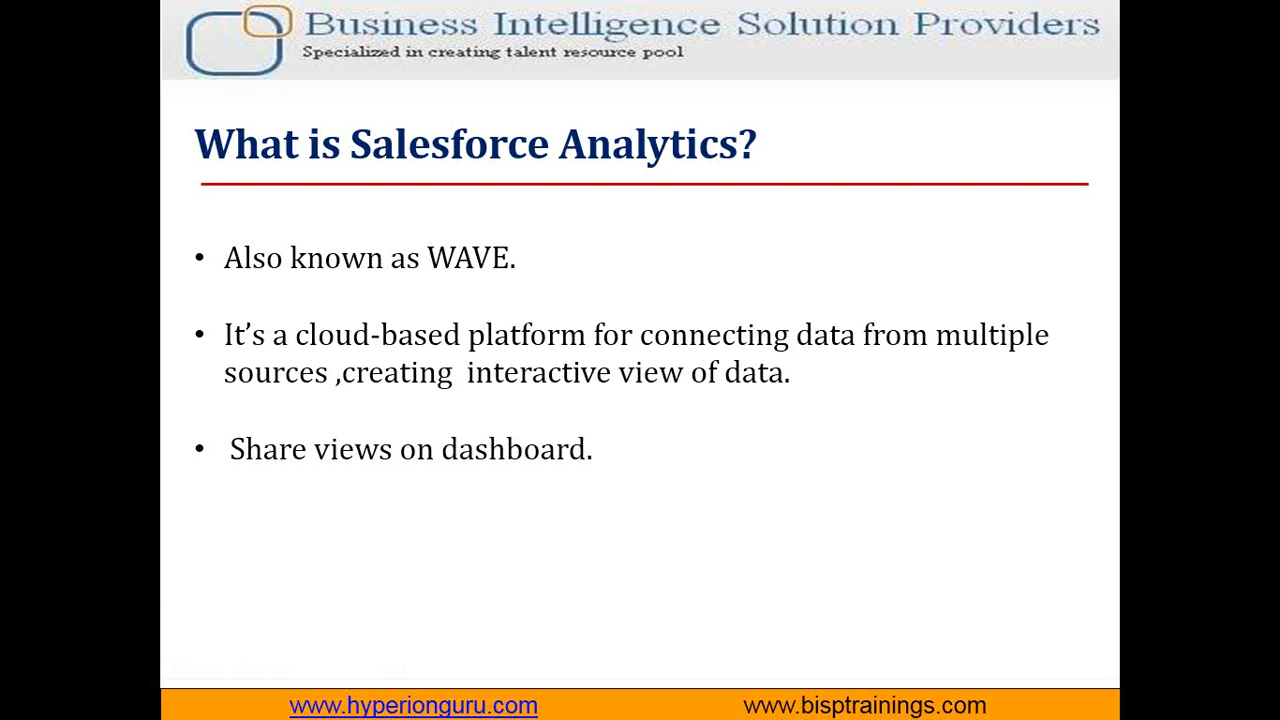 Business Intelligence Solution Providers
Specialized in creating talent resource pool
What is Salesforce Analytics?
• Also known as WAVE.
• It’s a cloud-based platform for connecting data from multiple
sources ,creating  interactive view of data.
• Share views on dashboard.
www.hyperionguru.com www.bisptrainings.com